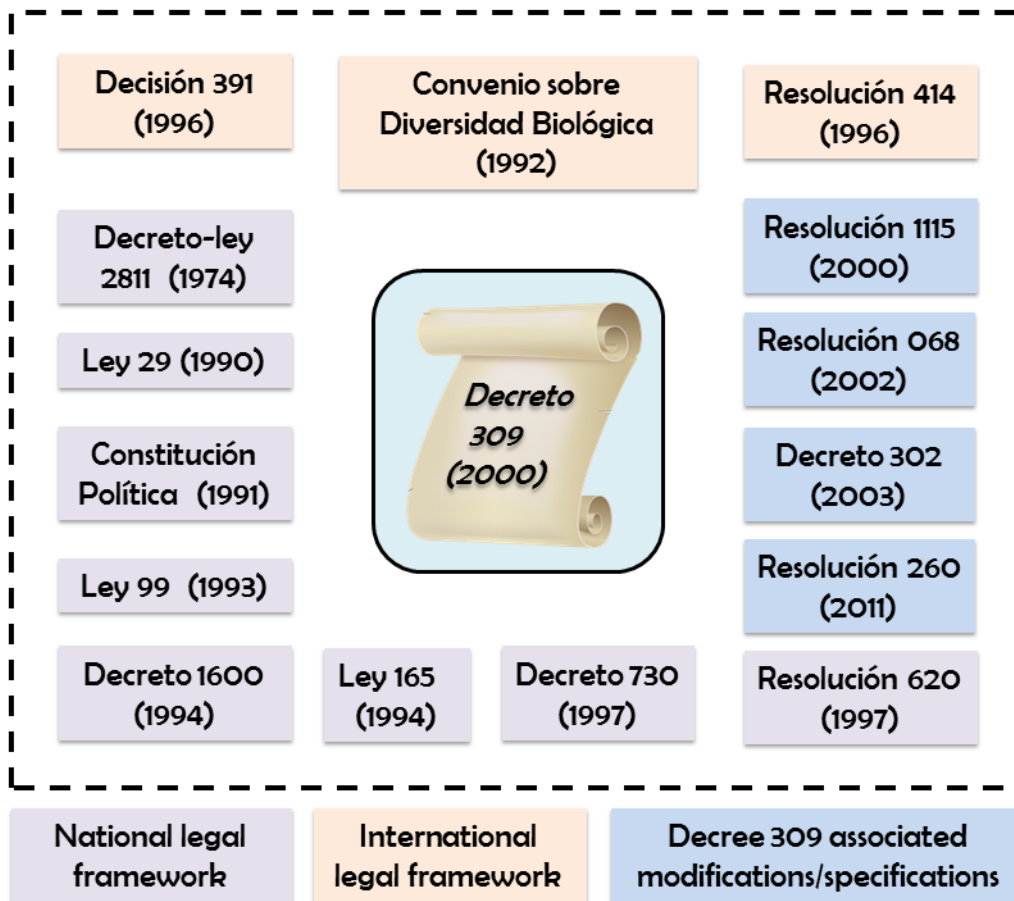 Decisión 391
(1996)
Convenio sobre
Diversidad Biológica
(1992)
Resolución 414
(1996)
Decreto-ley
2811 (1974)
Ley 29 (1990)
Constitución
Política (1991)
Ley 99 (1993)
Decreto 1600
(1994)
Ley 165
(1994)
Decreto 730
(1997)
Decreto
309
(2000)
Resolución 1115
(2000)
Resolución 068
(2002)
Decreto 302
(2003)
Resolución 260
(2011)
Resolución 620
(1997)
National legal
framework
International
legal framework
Decree 309 associated
modifications/specifications